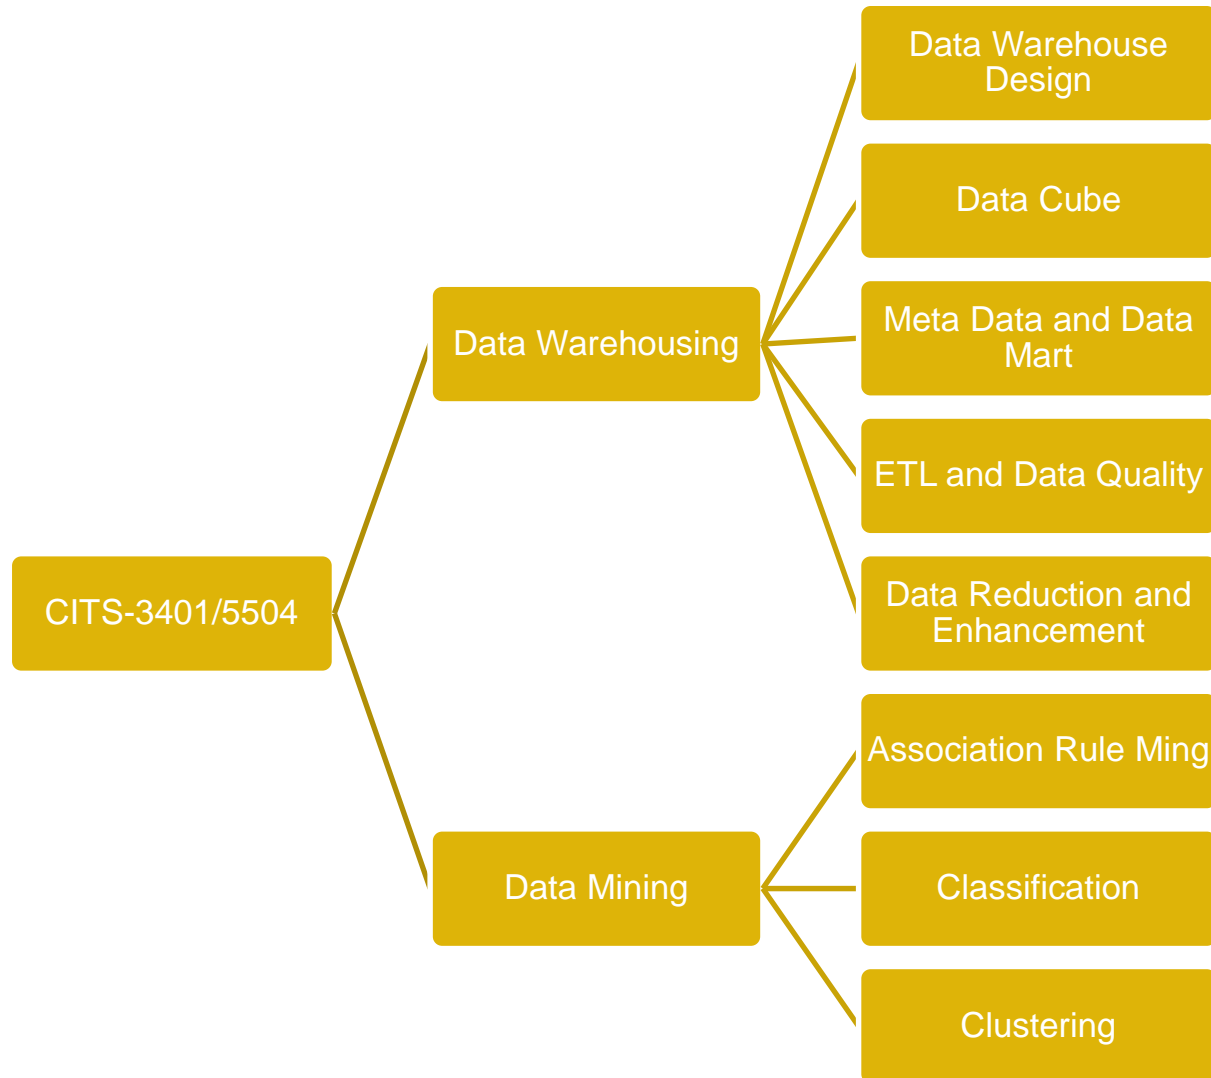 Data Warehouse
Design
Data Cube
Data Warehousing
Meta Data and Data
Mart
ETL and Data Quality
CITS-3401/5504
Data Reduction and
Enhancement
Association Rule Ming
Data Mining
Classification
Clustering